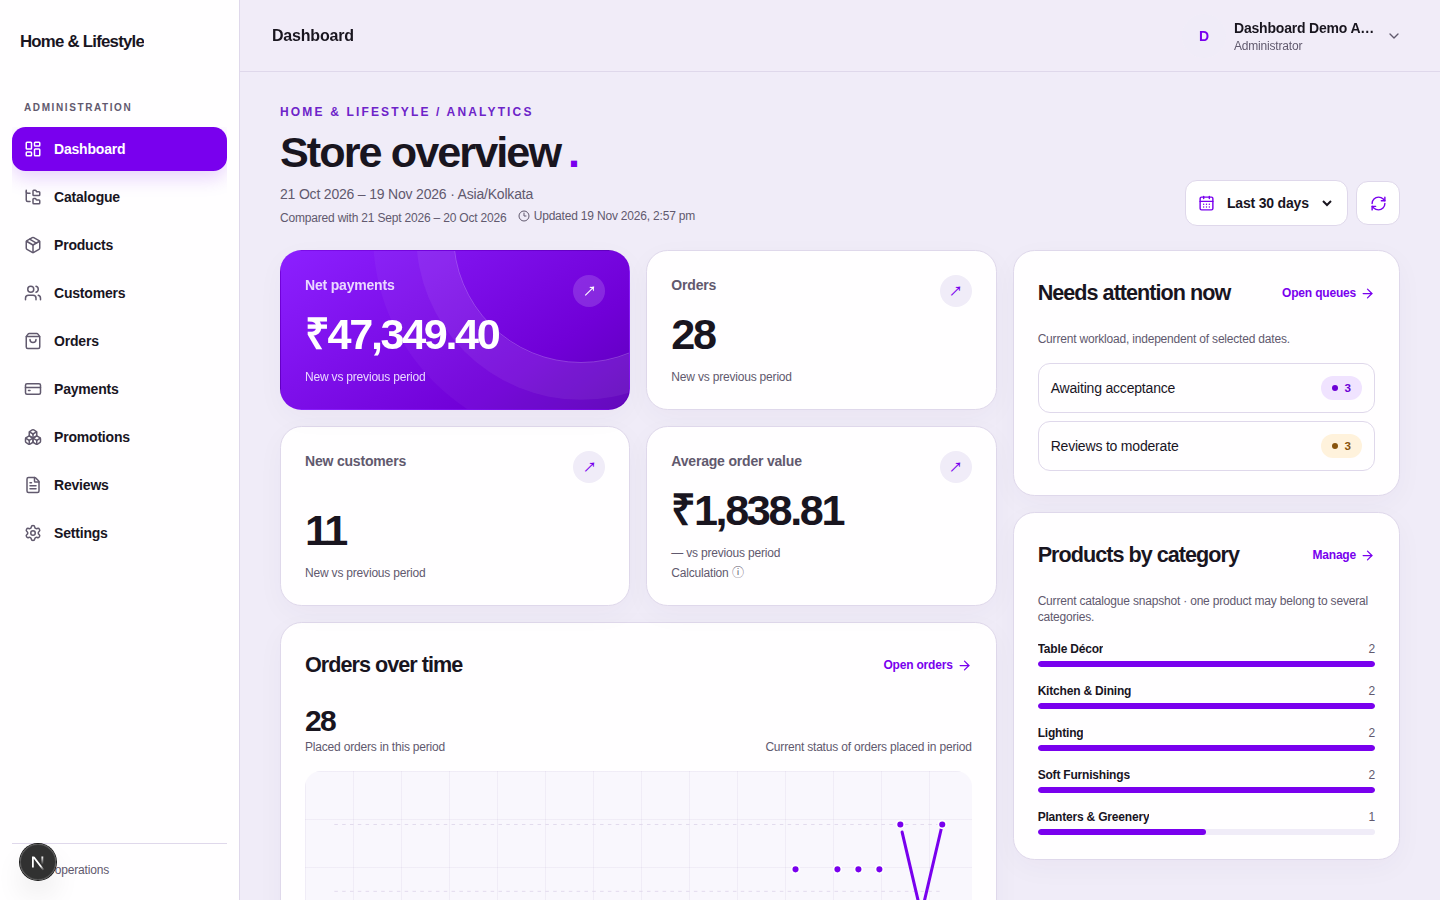 Home & Lifestyle
ADMINISTRATION
Dashboard
Catalogue
Products
Customers
Orders
Payments
Promotions
Reviews
Settings
N
operations
Dashboard
D
Dashboard Demo A…
Administrator
HOME & LIFESTYLE / ANALYTICS
Store overview.
21 Oct 2026 – 19 Nov 2026 · Asia/Kolkata
Compared with 21 Sept 2026 – 20 Oct 2026 Updated 19 Nov 2026, 2:57 pm
Last 30 days
Net payments
₹47,349.40
New vs previous period
Orders
28
New vs previous period
New customers
11
New vs previous period
Average order value
₹1,838.81
— vs previous period
Calculation ⓘ
Orders over time
Open orders
28
Placed orders in this period
Current status of orders placed in period
Needs attention now
Open queues
Current workload, independent of selected dates.
Awaiting acceptance 3
Reviews to moderate 3
Products by category
Manage
Current catalogue snapshot · one product may belong to several
categories.
Table Décor 2
Kitchen & Dining 2
Lighting 2
Soft Furnishings 2
Planters & Greenery 1